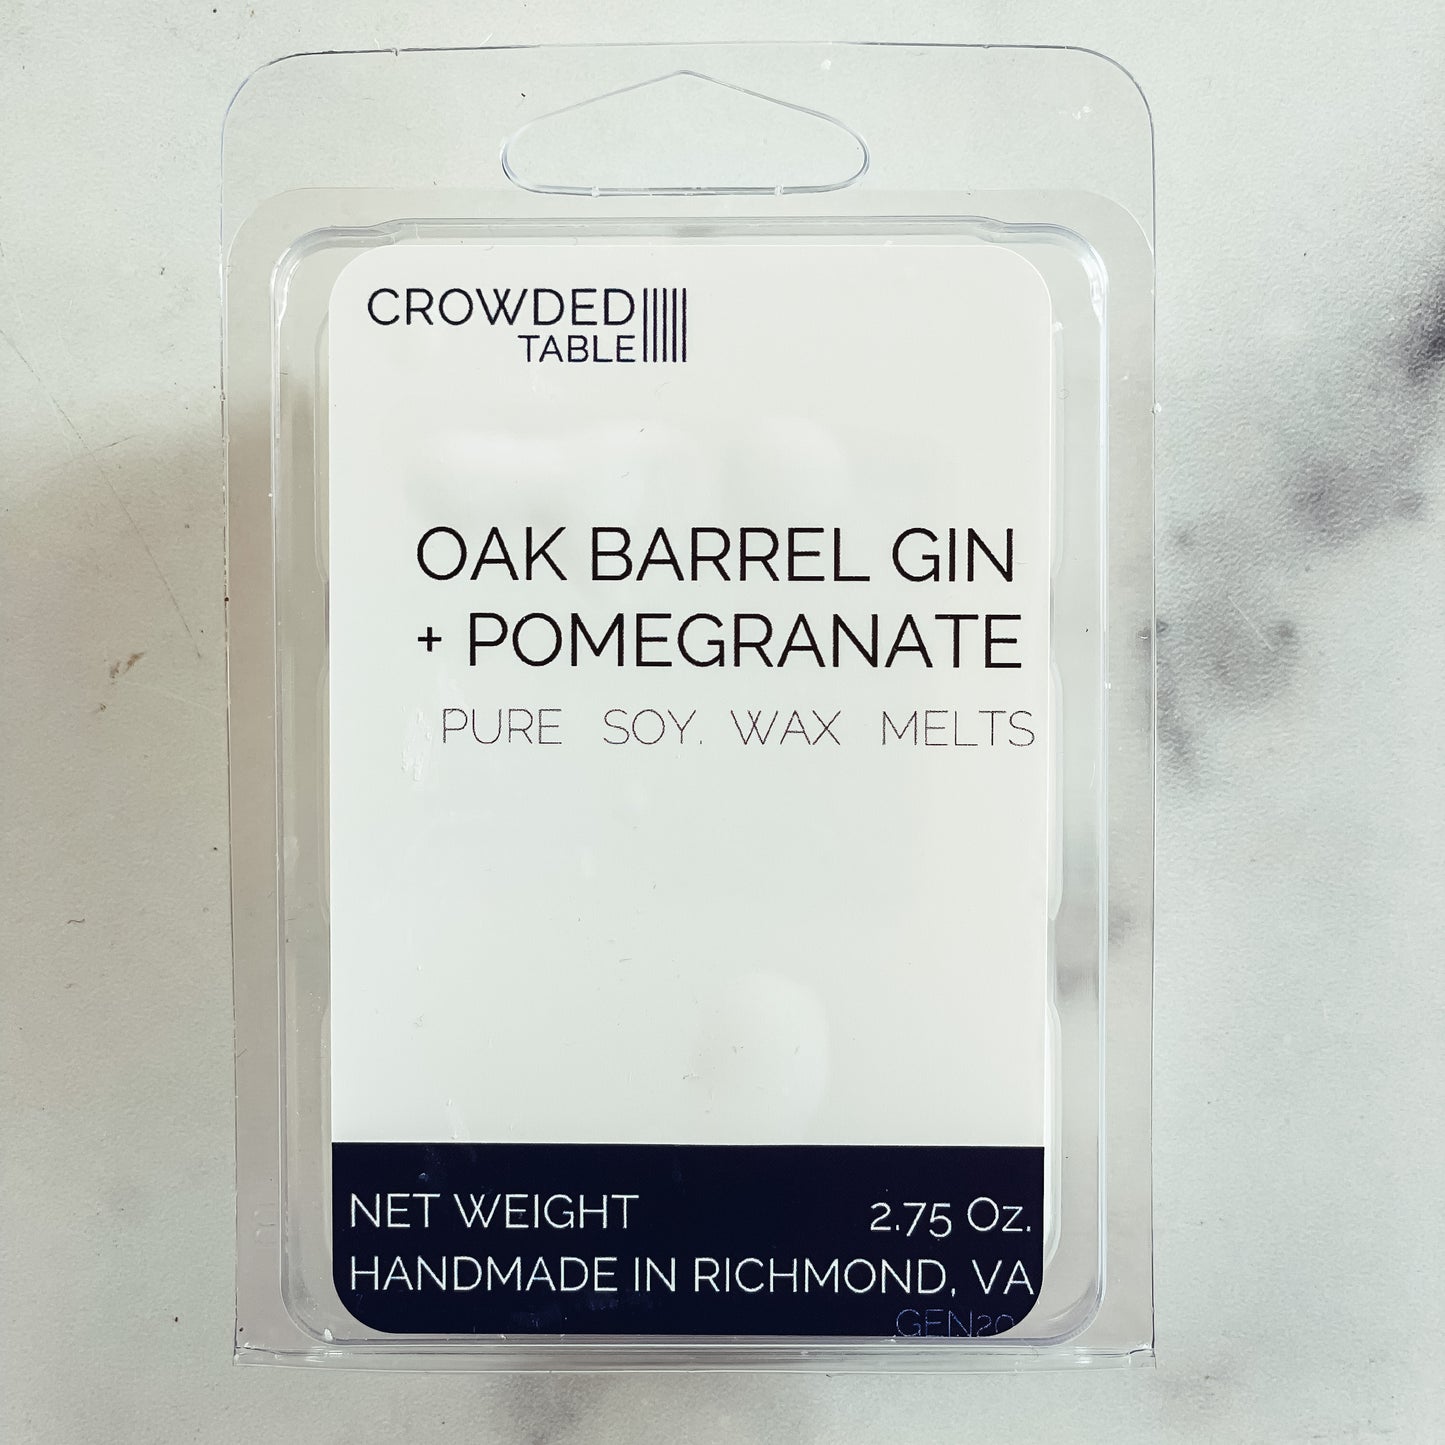 CROWDED
TABLE
OAK BARREL GIN
+ POMEGRANATE
PURE SOY. WAX MELTS
NET WEIGHT 2.75 Oz.
HANDMADE IN RICHMOND, VA
GEN20